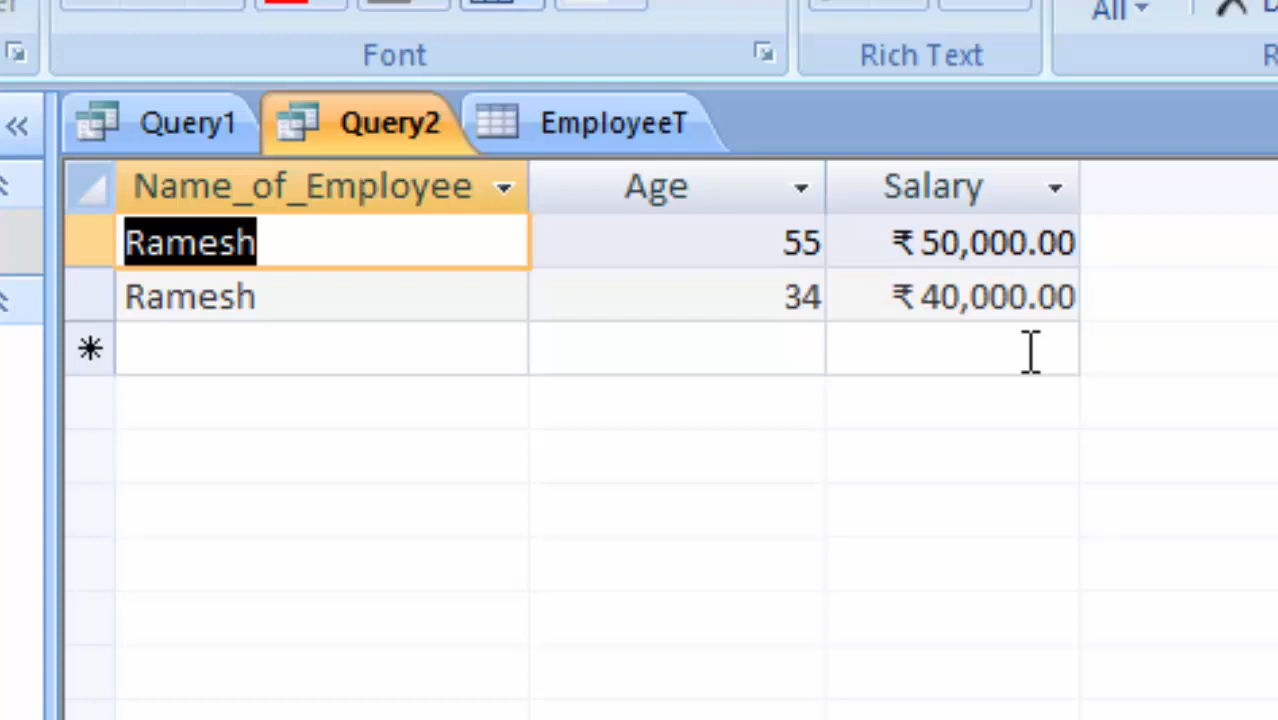 All
Font
Rich Text
Query1
Query2
EmployeeT
Name_of_Employee Age Salary
Ramesh 55 ₹ 50,000.00
Ramesh 34 ₹ 40,000.00